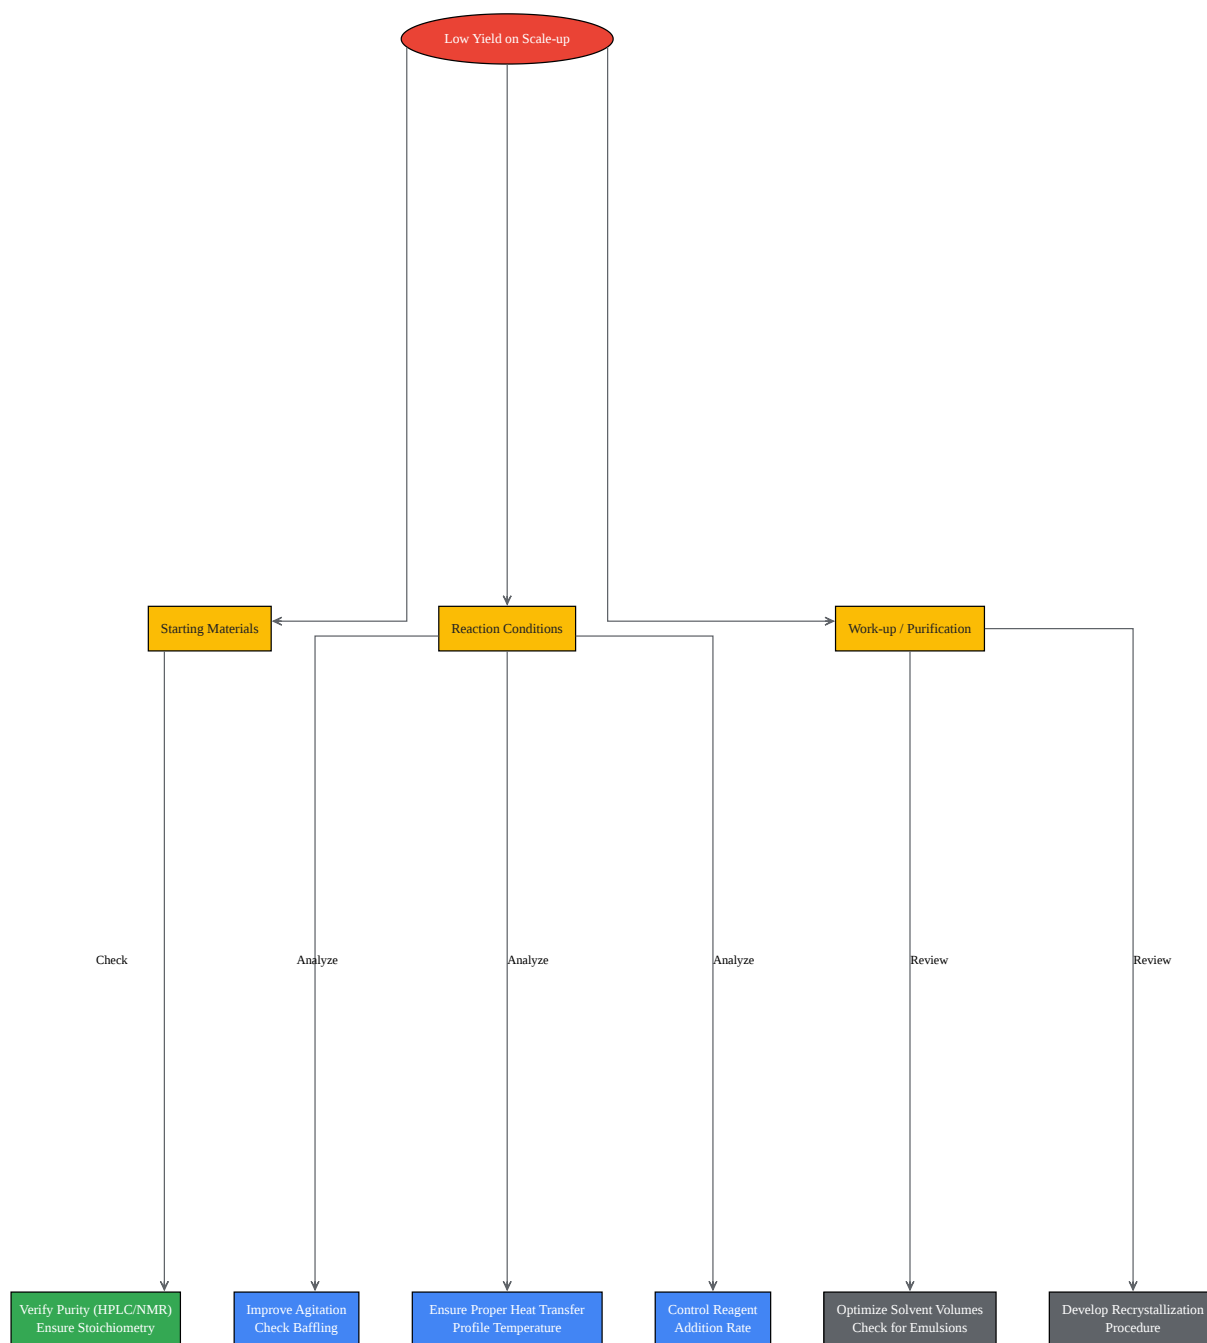 Low Yield on Scale-up
Starting Materials
Reaction Conditions
Work-up / Purification
Check
Analyze
Analyze
Analyze
Review
Review
Verify Purity (HPLC/NMR)
Ensure Stoichiometry
Improve Agitation
Check Baffling
Ensure Proper Heat Transfer
Profile Temperature
Control Reagent
Addition Rate
Optimize Solvent Volumes
Check for Emulsions
Develop Recrystallization
Procedure